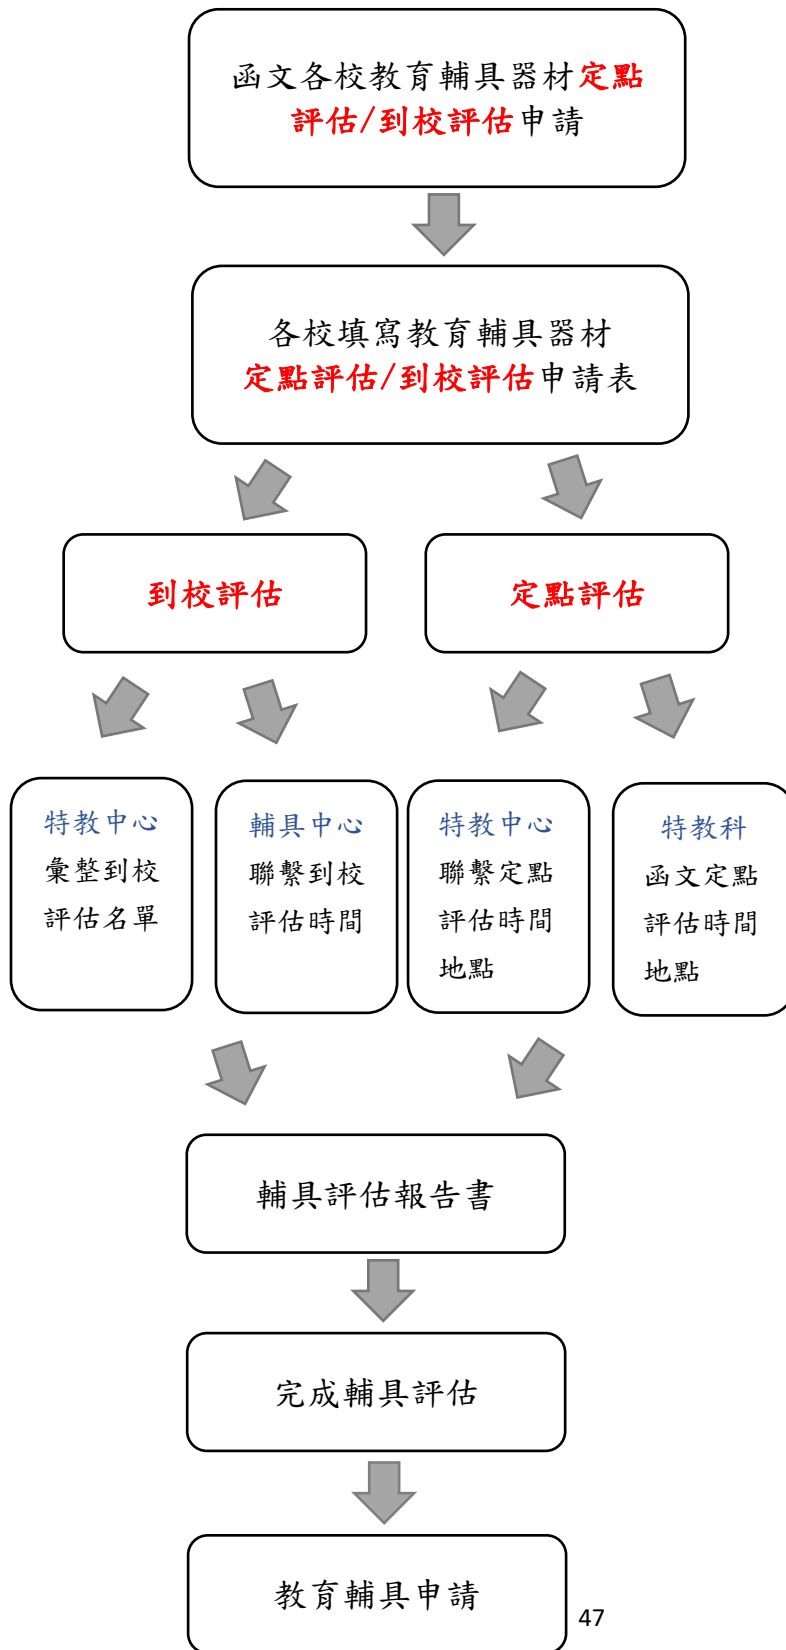 函文各校教育輔具器材定點
評估/到校評估申請
各校填寫教育輔具器材
定點評估/到校評估申請表
到校評估
定點評估
特教中心
彙整到校
評估名單
輔具中心
聯繫到校
評估時間
特教中心
聯繫定點
評估時間
地點
特教科
函文定點
評估時間
地點
輔具評估報告書
完成輔具評估
教育輔具申請
47